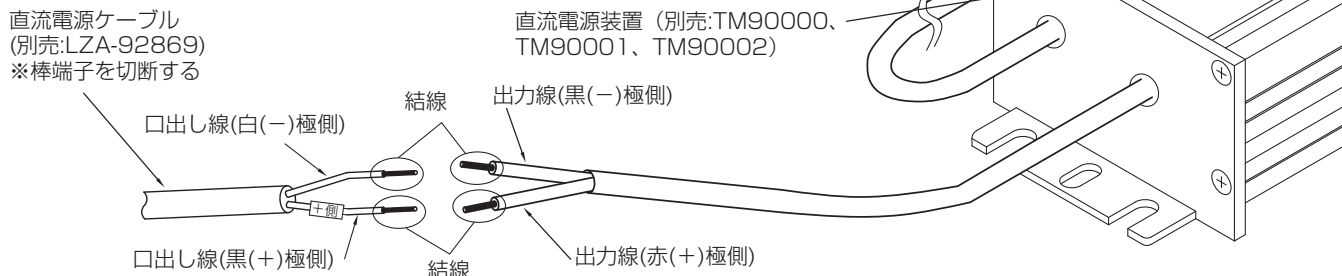 直流電源ケーブル
(別売:LZA-92869)
※棒端子を切断する
直流電源装置（別売:TM90000、
TM90001、TM90002）
結線
出力線(黒(－)極側)
口出し線(白(－)極側)
＋側
口出し線(黒(＋)極側)
結線
出力線(赤(＋)極側)